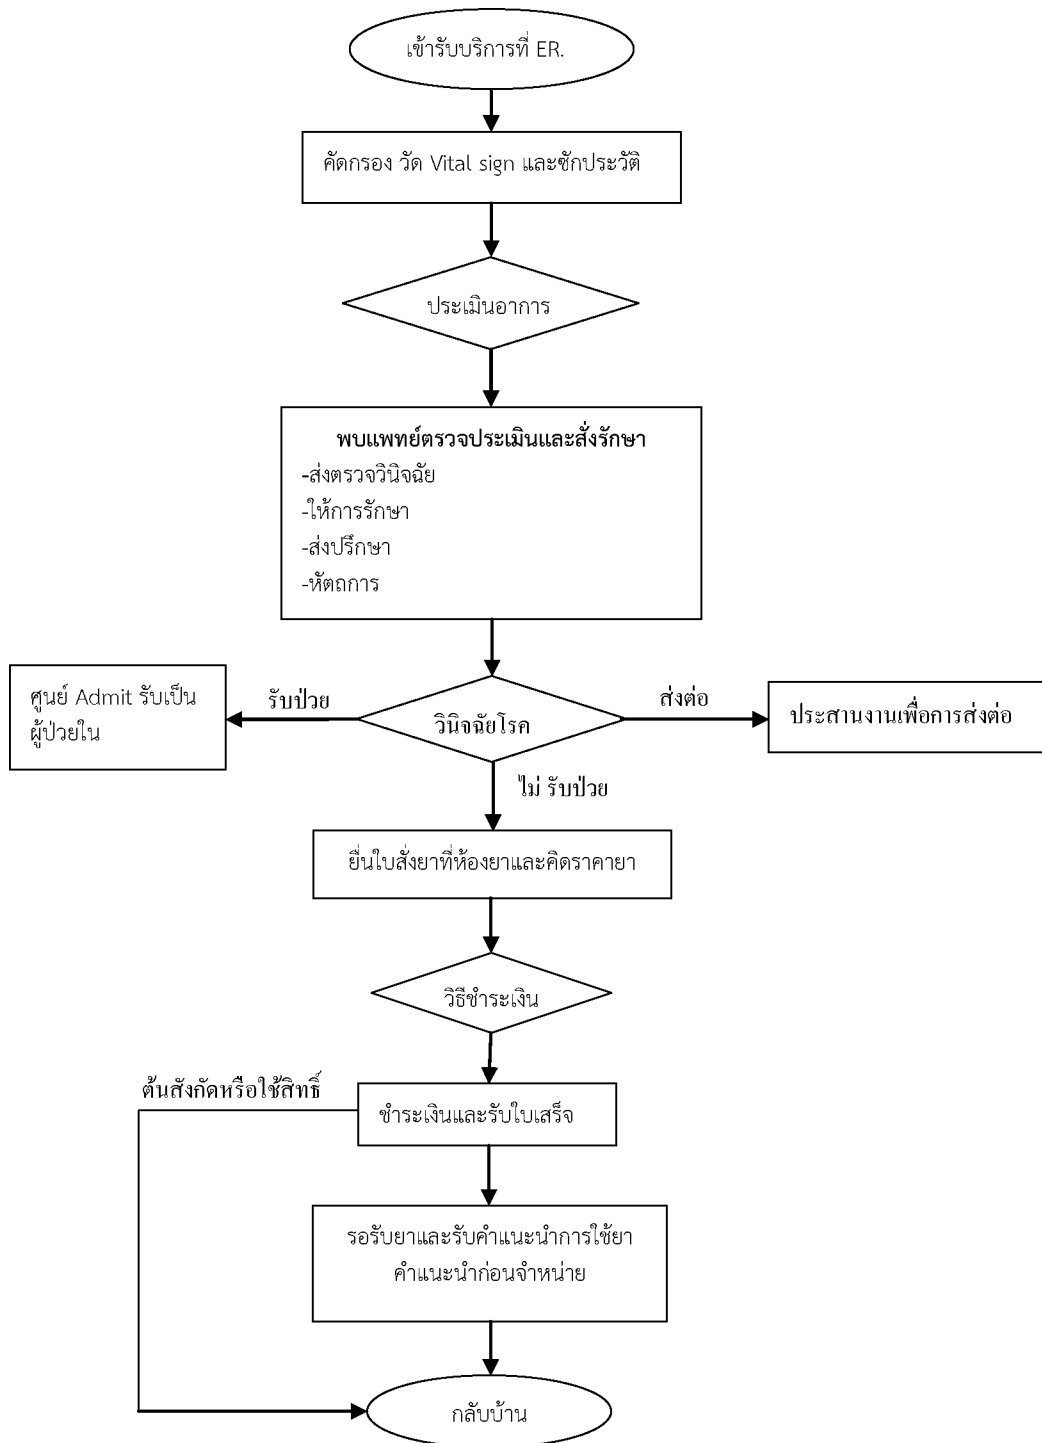 เข้ารับบริการที่ ER.
คัดกรอง วัด Vital sign และซักประวัติ
ประเมินอาการ
พบแพทย์ตรวจประเมินและสั่งรักษา
-ส่งตรวจวินิจฉัย
-ให้การรักษา
-ส่งปรึกษา
-หัตถการ
ศูนย์ Admit รับเป็น
ผู้ป่วยใน
รับป่วย
วินิจฉัยโรค
ส่งต่อ
ประสานงานเพื่อการส่งต่อ
ไม่ รับป่วย
ยื่นใบสั่งยาที่ห้องยาและคิดราคายา
วิธีชำระเงิน
ต้นสังกัดหรือใช้สิทธิ์
ชำระเงินและรับใบเสร็จ
รอรับยาและรับคำแนะนำการใช้ยา
คำแนะนำก่อนจำหน่าย
กลับบ้าน